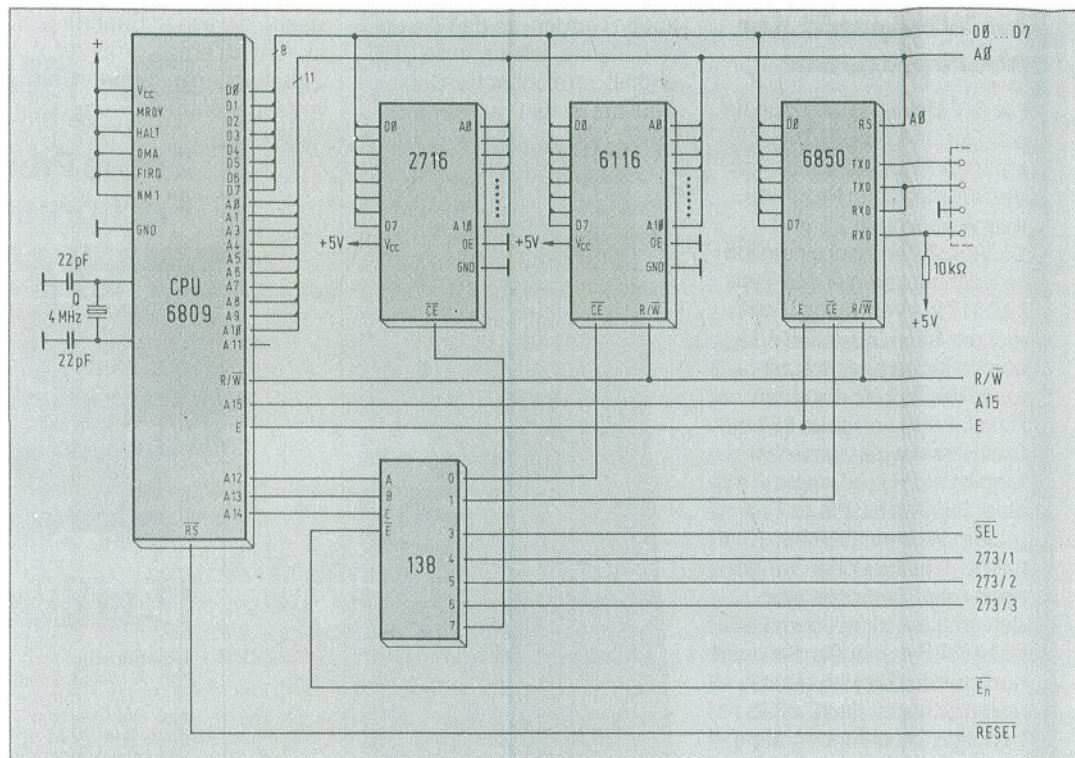 +
VCC
MRDY
HALT
DMA
FIRQ
NM1
GND
22pF
Q
4 MHz
22pF
CPU
6809
D0
D1
D2
D3
D4
D5
D6
D7
A0
A1
A3
A4
A5
A6
A7
A8
A9
A10
A11
R/W
A15
E
A12
A13
A14
RS
8
11
D0
A0
2716
D7
A10
+5V
VCC
OE
GND
CE
D0
A0
6116
D7
A10
+5V
VCC
OE
GND
CE
R/W
D0
RS
6850
TXD
TXD
RXD
RXD
D7
E
CE
R/W
A0
10kΩ
+5V
A
B
C
E
138
0
1
3
4
5
6
7
D0...D7
A0
R/W
A15
E
SEL
273/1
273/2
273/3
En
RESET